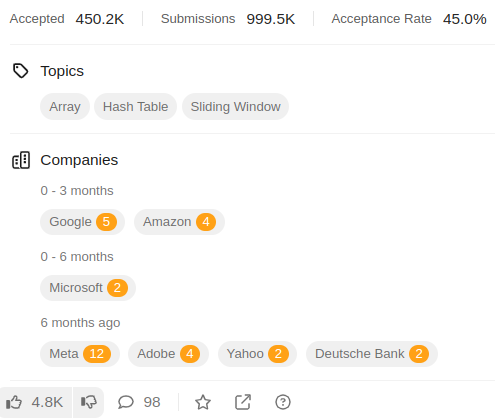 Accepted 450.2K Submissions 999.5K Acceptance Rate 45.0%
Topics
Array Hash Table Sliding Window
Companies
0 - 3 months
Google 5 Amazon 4
0 - 6 months
Microsoft 2
6 months ago
Meta 12 Adobe 4 Yahoo 2 Deutsche Bank 2
4.8K 98